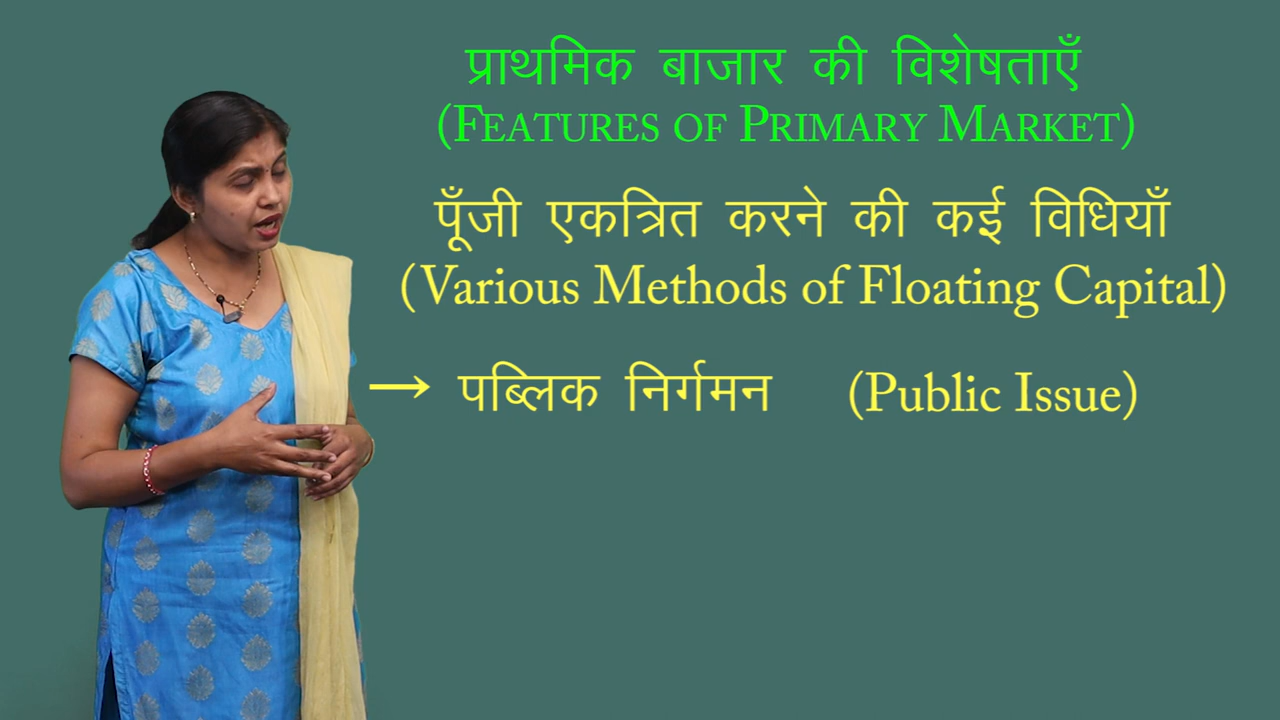 प्राथमिक बाजार की विशेषताएँ
(FEATURES OF PRIMARY MARKET)
पूँजी एकत्रित करने की कई विधियाँ
(Various Methods of Floating Capital)
→ पब्लिक निर्गमन (Public Issue)